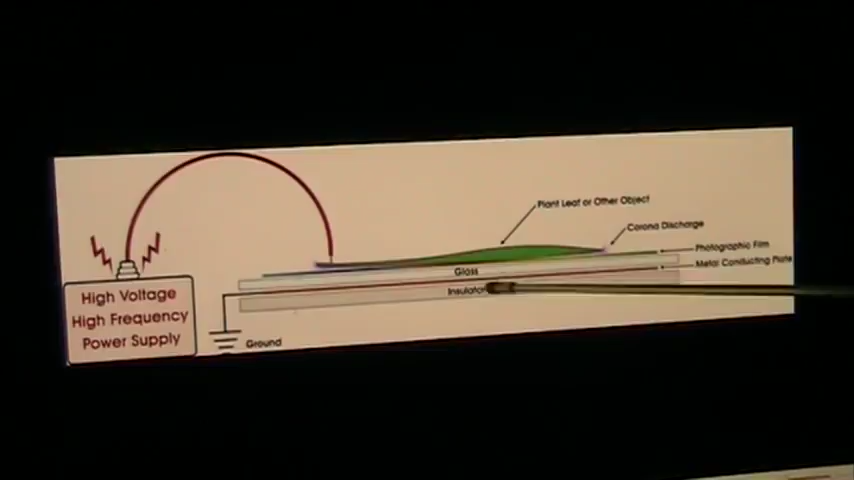 Plant Leaf or Other Object
Corona Discharge
Photographic Film
Glass
Metal Conducting Plate
Insulator
High Voltage
High Frequency
Power Supply
Ground